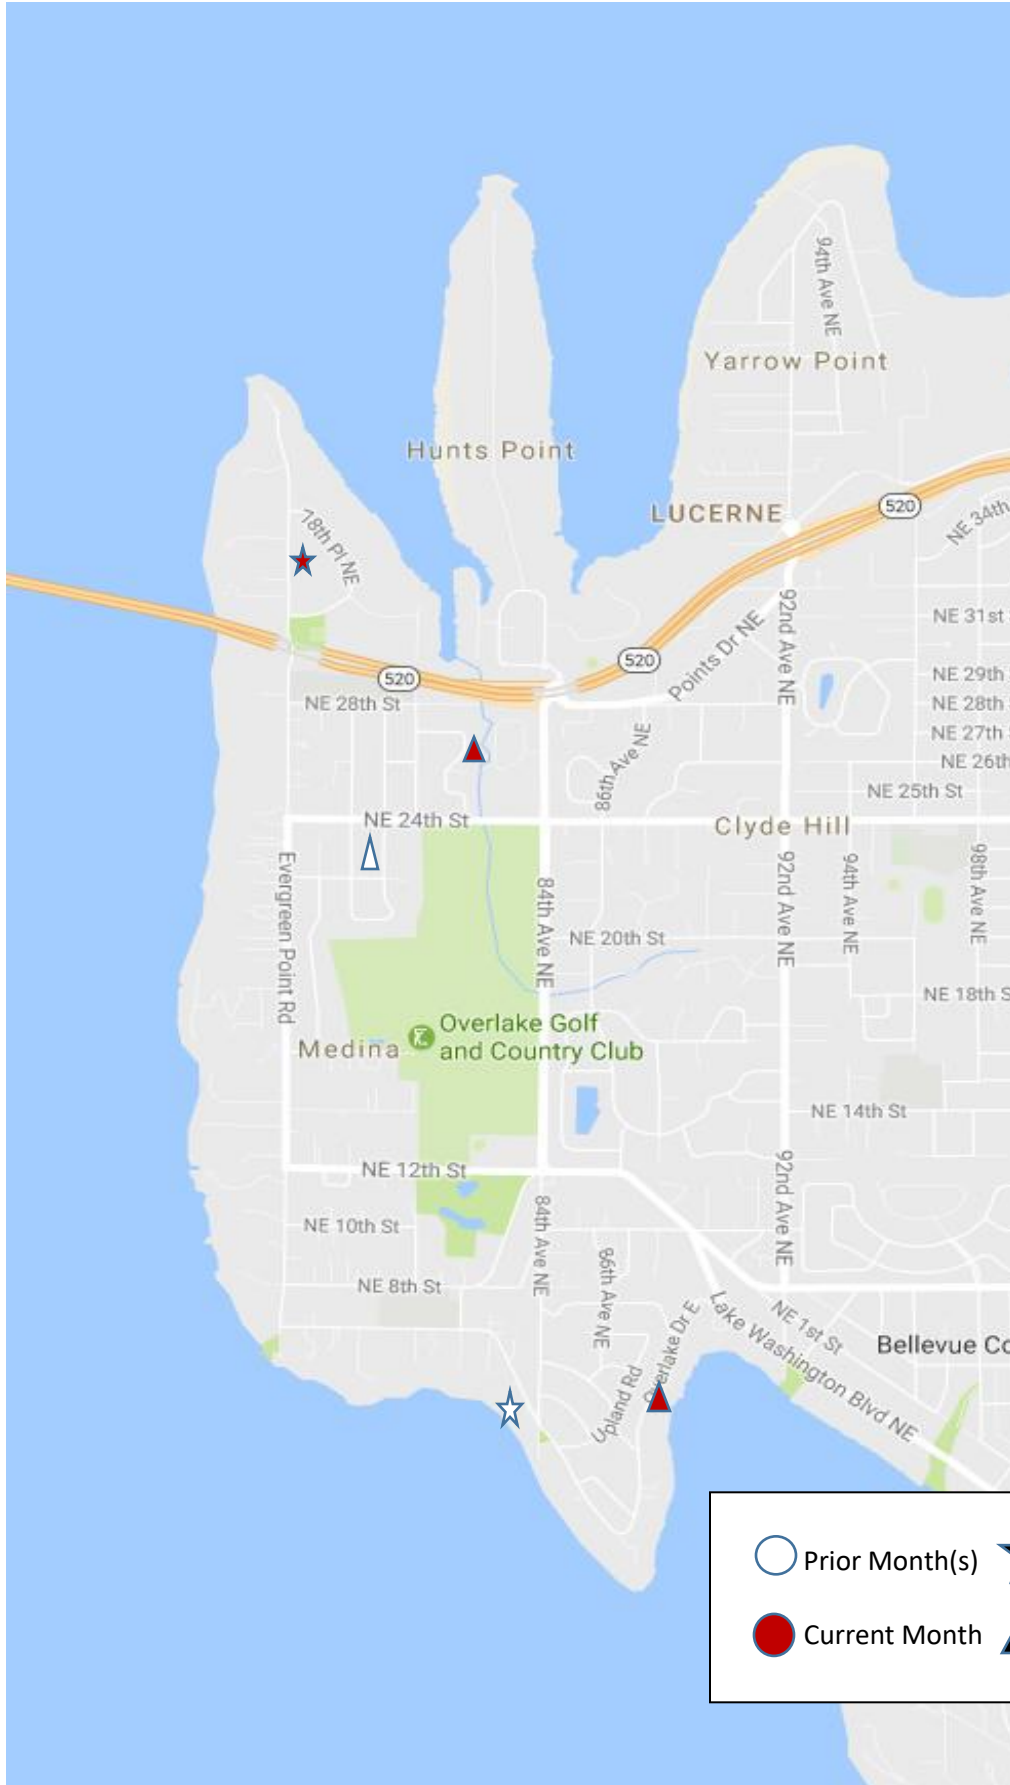 94th Ave NE
Yarrow Point
Hunts Point
LUCERNE
520
NE 34th
78th Pl NE
NE 31st
92nd Ave NE
Points Dr NE
520
520
NE 29th
NE 28th St
NE 28th
NE 27th
86th Ave NE
NE 26th
NE 25th St
NE 24th St
Clyde Hill
Evergreen Point Rd
84th Ave NE
92nd Ave NE
94th Ave NE
98th Ave NE
NE 20th St
NE 18th S
Overlake Golf
and Country Club
Medina
NE 14th St
NE 12th St
92nd Ave NE
84th Ave NE
NE 10th St
86th Ave NE
NE 8th St
Lake Washington Blvd NE
NE 1st St
Overlake Dr E
Bellevue Co
Upland Rd
Prior Month(s)
Current Month